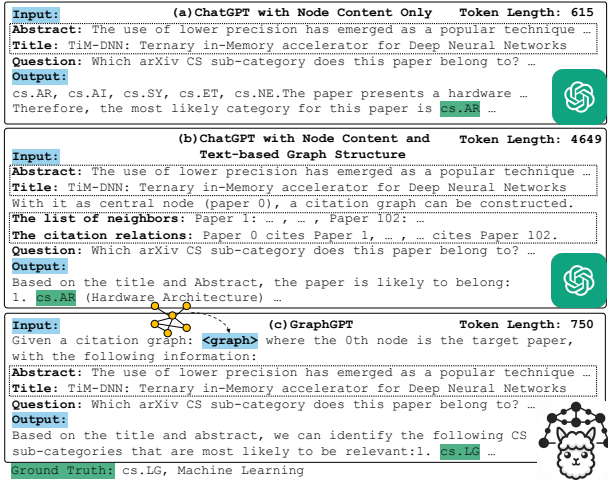 Input: (a)ChatGPT with Node Content Only Token Length: 615
Abstract: The use of lower precision has emerged as a popular technique …
Title: TiM-DNN: Ternary in-Memory accelerator for Deep Neural Networks
Question: Which arXiv CS sub-category does this paper belong to? …
Output:
cs.AR, cs.AI, cs.SY, cs.ET, cs.NE.The paper presents a hardware …
Therefore, the most likely category for this paper is cs.AR …
(b)ChatGPT with Node Content and Token Length: 4649
Input: Text-based Graph Structure
Abstract: The use of lower precision has emerged as a popular technique …
Title: TiM-DNN: Ternary in-Memory accelerator for Deep Neural Networks
With it as central node (paper 0), a citation graph can be constructed.
The list of neighbors: Paper 1: … , … , Paper 102: …
The citation relations: Paper 0 cites Paper 1, … , … cites Paper 102.
Question: Which arXiv CS sub-category does this paper belong to? …
Output:
Based on the title and Abstract, the paper is likely to belong:
1. cs.AR (Hardware Architecture) …
Input: (c)GraphGPT Token Length: 750
Given a citation graph: <graph> where the 0th node is the target paper,
with the following information:
Abstract: The use of lower precision has emerged as a popular technique …
Title: TiM-DNN: Ternary in-Memory accelerator for Deep Neural Networks
Question: Which arXiv CS sub-category does this paper belong to? …
Output:
Based on the title and abstract, we can identify the following CS
sub-categories that are most likely to be relevant:1. cs.LG …
Ground Truth: cs.LG, Machine Learning